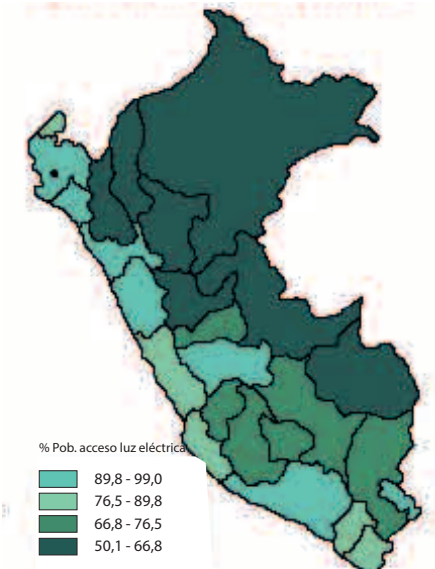 % Pob. acceso luz eléctrica
89,8 - 99,0
76,5 - 89,8
66,8 - 76,5
50,1 - 66,8